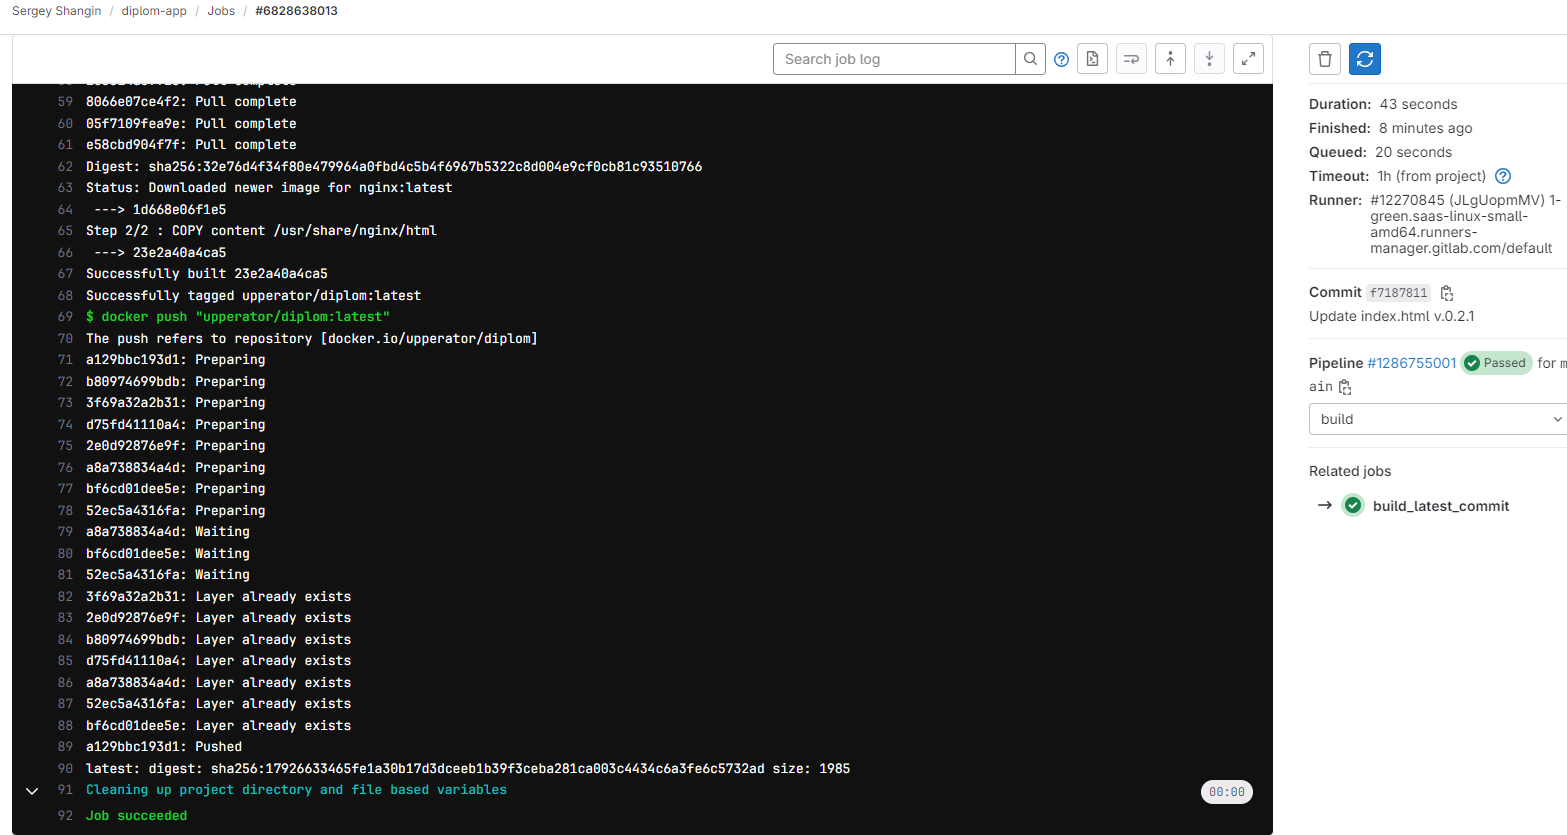 Sergey Shangin / diplom-app / Jobs / #6828638013
Search job log
59 8066e07ce4f2: Pull complete
60 05f7109fea9e: Pull complete
61 e58cbd904f7f: Pull complete
62 Digest: sha256:32e76d4f34f80e479964a0fbd4c5b4f6967b5322c8d004e9cf0cb81c93510766
63 Status: Downloaded newer image for nginx:latest
64 ---> 1d668e06f1e5
65 Step 2/2 : COPY content /usr/share/nginx/html
66 ---> 23e2a40a4ca5
67 Successfully built 23e2a40a4ca5
68 Successfully tagged upperator/diplom:latest
69 $ docker push "upperator/diplom:latest"
70 The push refers to repository [docker.io/upperator/diplom]
71 a129bbc193d1: Preparing
72 b80974699bdb: Preparing
73 3f69a32a2b31: Preparing
74 d75fd41110a4: Preparing
75 2e0d92876e9f: Preparing
76 a8a738834a4d: Preparing
77 bf6cd01dee5e: Preparing
78 52ec5a4316fa: Preparing
79 a8a738834a4d: Waiting
80 bf6cd01dee5e: Waiting
81 52ec5a4316fa: Waiting
82 3f69a32a2b31: Layer already exists
83 2e0d92876e9f: Layer already exists
84 b80974699bdb: Layer already exists
85 d75fd41110a4: Layer already exists
86 a8a738834a4d: Layer already exists
87 52ec5a4316fa: Layer already exists
88 bf6cd01dee5e: Layer already exists
89 a129bbc193d1: Pushed
90 latest: digest: sha256:17926633465fe1a30b17d3dceeb1b39f3ceba281ca003c4434c6a3fe6c5732ad size: 1985
91 Cleaning up project directory and file based variables 00:00
92 Job succeeded
Duration: 43 seconds
Finished: 8 minutes ago
Queued: 20 seconds
Timeout: 1h (from project)
Runner: #12270845 (JLgUopmMV) 1-
green.saas-linux-small-
amd64.runners-
manager.gitlab.com/default
Commit f7187811
Update index.html v.0.2.1
Pipeline #1286755001 Passed for m
ain
build
Related jobs
→ build_latest_commit